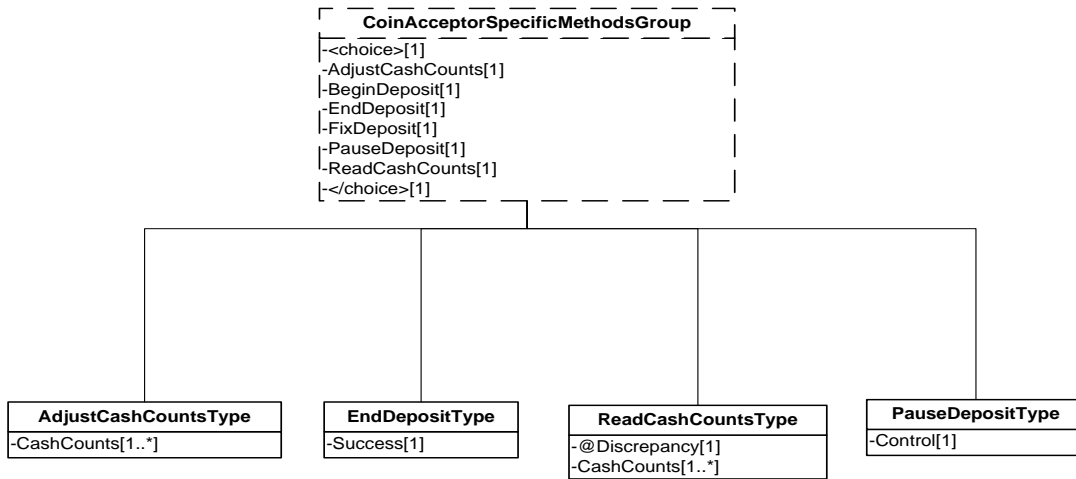 CoinAcceptorSpecificMethodsGroup
-<choice>[1]
-AdjustCashCounts[1]
-BeginDeposit[1]
-EndDeposit[1]
-FixDeposit[1]
-PauseDeposit[1]
-ReadCashCounts[1]
-</choice>[1]
AdjustCashCountsType
-CashCounts[1..*]
EndDepositType
-Success[1]
ReadCashCountsType
-@Discrepancy[1]
-CashCounts[1..*]
PauseDepositType
-Control[1]